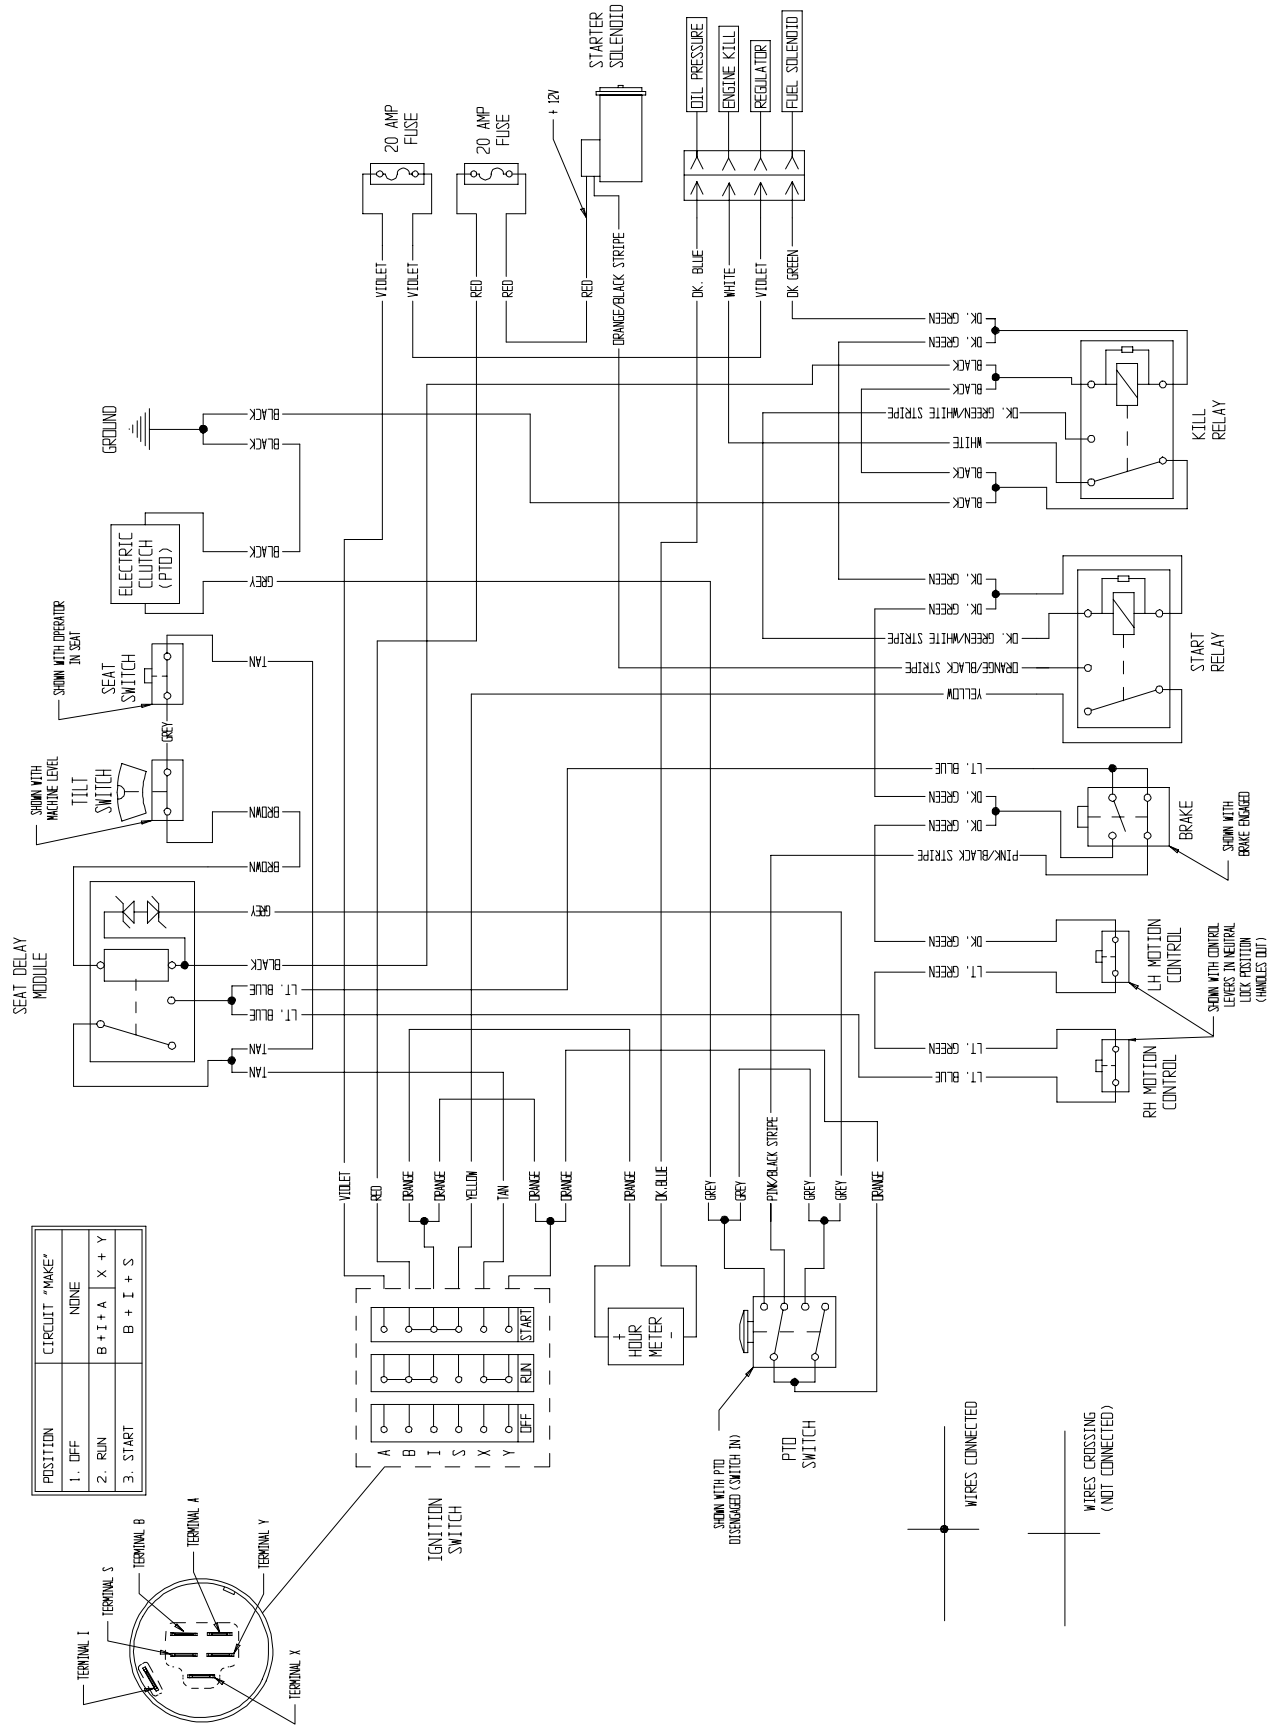 STARTER
SOLENOID
+ 12V
20 AMP
FUSE
20 AMP
FUSE
OIL PRESSURE
ENGINE KILL
REGULATOR
FUEL SOLENOID
VIOLET
VIOLET
RED
RED
RED
ORANGE/BLACK STRIPE
DK. BLUE
WHITE
VIOLET
DK GREEN
GROUND
BLACK
BLACK
ELECTRIC
CLUTCH
(PTO)
BLACK
GREY
SHOWN WITH OPERATOR
IN SEAT
SEAT
SWITCH
TAN
GREY
SHOWN WITH
MACHINE LEVEL
TILT
SWITCH
BROWN
BROWN
GREY
BLACK
LT. BLUE
LT. BLUE
TAN
TAN
SEAT DELAY
MODULE
DK. GREEN
DK. GREEN
BLACK
BLACK
DK. GREEN/WHITE STRIPE
WHITE
BLACK
BLACK
KILL
RELAY
DK. GREEN
DK. GREEN
DK. GREEN/WHITE STRIPE
ORANGE/BLACK STRIPE
YELLOW
START
RELAY
LT. BLUE
DK. GREEN
DK. GREEN
PINK/BLACK STRIPE
BRAKE
SHOWN WITH
BRAKE ENGAGED
DK. GREEN
LT. GREEN
LH MOTION
CONTROL
SHOWN WITH CONTROL
LEVERS IN NEUTRAL
LOCK POSITION
(HANDLES OUT)
LT. GREEN
LT. BLUE
RH MOTION
CONTROL
VIOLET
RED
ORANGE
ORANGE
YELLOW
TAN
ORANGE
ORANGE
ORANGE
DK.BLUE
GREY
GREY
PINK/BLACK STRIPE
GREY
GREY
ORANGE
POSITION CIRCUIT "MAKE"
1. OFF NONE
2. RUN B+I+A X + Y
3. START B + I + S
START
RUN
OFF
A
B
I
S
X
Y
IGNITION
SWITCH
+
HOUR
METER
-
SHOWN WITH PTO
DISENGAGED (SWITCH IN)
PTO
SWITCH
TERMINAL I
TERMINAL S
TERMINAL B
TERMINAL A
TERMINAL Y
TERMINAL X
WIRES CONNECTED
WIRES CROSSING
(NOT CONNECTED)